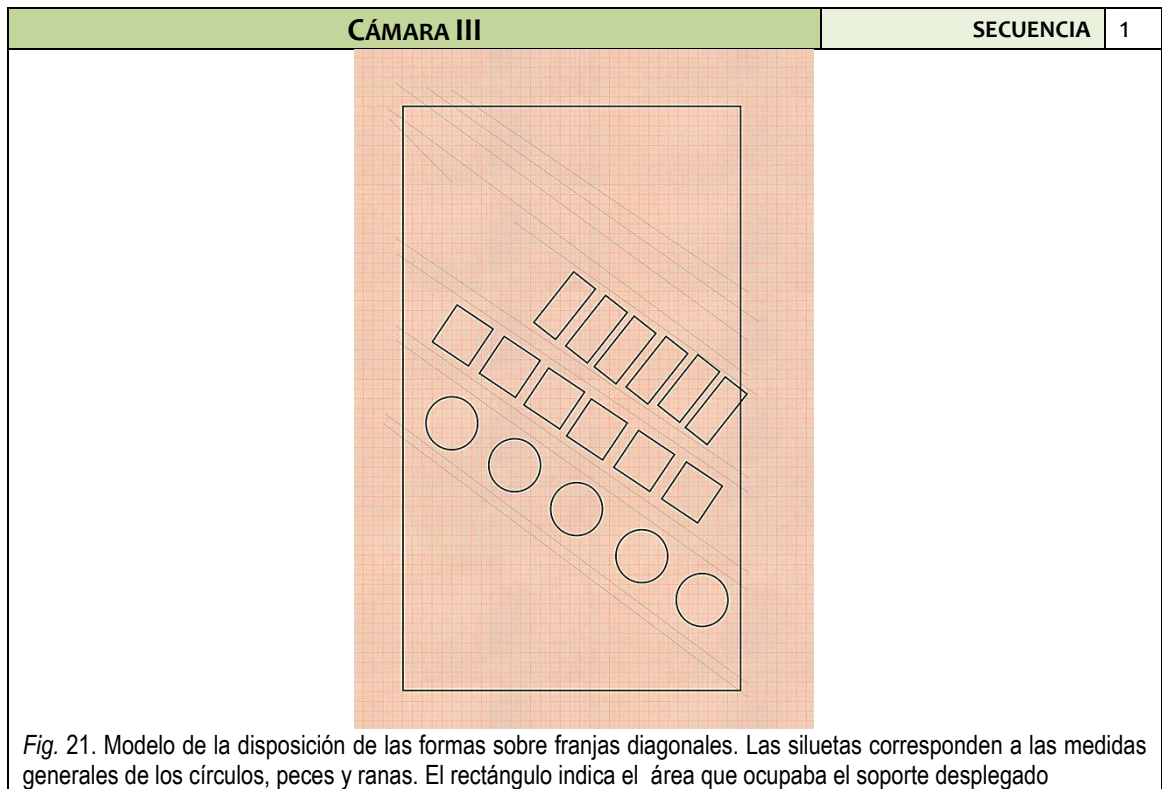 CÁMARA III
SECUENCIA 1
Fig. 21. Modelo de la disposición de las formas sobre franjas diagonales. Las siluetas corresponden a las medidas
generales de los círculos, peces y ranas. El rectángulo indica el área que ocupaba el soporte desplegado